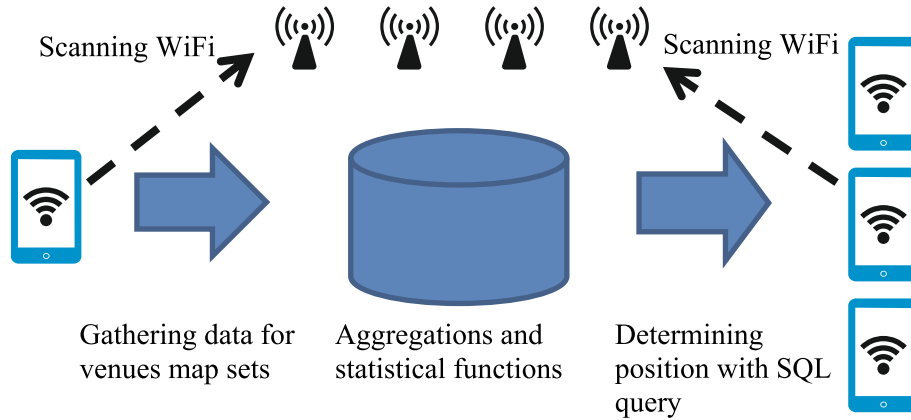 Scanning WiFi
Scanning WiFi
Gathering data for
venues map sets
Aggregations and
statistical functions
Determining
position with SQL
query